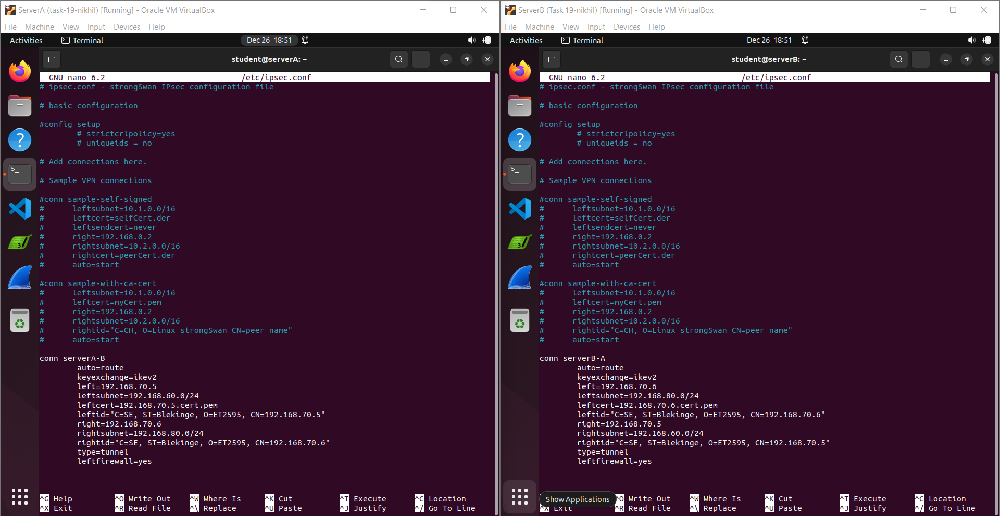 ServerA (task-19-nikhil) [Running] - Oracle VM VirtualBox
File Machine View Input Devices Help
Activities Terminal Dec 26 18:51
student@serverA: ~
GNU nano 6.2 /etc/ipsec.conf
# ipsec.conf - strongSwan IPsec configuration file
# basic configuration
#config setup
# strictcrlpolicy=yes
# uniqueids = no
# Add connections here.
# Sample VPN connections
#conn sample-self-signed
# leftsubnet=10.1.0.0/16
# leftcert=selfCert.der
# leftsendcert=never
# right=192.168.0.2
# rightsubnet=10.2.0.0/16
# rightcert=peerCert.der
# auto=start
#conn sample-with-ca-cert
# leftsubnet=10.1.0.0/16
# leftcert=myCert.pem
# right=192.168.0.2
# rightsubnet=10.2.0.0/16
# rightid="C=CH, O=Linux strongSwan CN=peer name"
# auto=start
conn serverA-B
auto=route
keyexchange=ikev2
left=192.168.70.5
leftsubnet=192.168.60.0/24
leftcert=192.168.70.5.cert.pem
leftid="C=SE, ST=Blekinge, O=ET2595, CN=192.168.70.5"
right=192.168.70.6
rightsubnet=192.168.80.0/24
rightid="C=SE, ST=Blekinge, O=ET2595, CN=192.168.70.6"
type=tunnel
leftfirewall=yes
^G Help ^O Write Out ^W Where Is ^K Cut ^T Execute ^C Location
^X Exit ^R Read File ^\ Replace ^U Paste ^J Justify ^/ Go To Line
ServerB (Task 19-nikhil) [Running] - Oracle VM VirtualBox
File Machine View Input Devices Help
Activities Terminal Dec 26 18:51
student@serverB: ~
GNU nano 6.2 /etc/ipsec.conf
# ipsec.conf - strongSwan IPsec configuration file
# basic configuration
#config setup
# strictcrlpolicy=yes
# uniqueids = no
# Add connections here.
# Sample VPN connections
#conn sample-self-signed
# leftsubnet=10.1.0.0/16
# leftcert=selfCert.der
# leftsendcert=never
# right=192.168.0.2
# rightsubnet=10.2.0.0/16
# rightcert=peerCert.der
# auto=start
#conn sample-with-ca-cert
# leftsubnet=10.1.0.0/16
# leftcert=myCert.pem
# right=192.168.0.2
# rightsubnet=10.2.0.0/16
# rightid="C=CH, O=Linux strongSwan CN=peer name"
# auto=start
conn serverB-A
auto=route
keyexchange=ikev2
left=192.168.70.6
leftsubnet=192.168.80.0/24
leftcert=192.168.70.6.cert.pem
leftid="C=SE, ST=Blekinge, O=ET2595, CN=192.168.70.6"
right=192.168.70.5
rightsubnet=192.168.60.0/24
rightid="C=SE, ST=Blekinge, O=ET2595, CN=192.168.70.5"
type=tunnel
leftfirewall=yes
Show Applications ^O Write Out ^W Where Is ^K Cut ^T Execute ^C Location
^X Exit ^R Read File ^\ Replace ^U Paste ^J Justify ^/ Go To Line